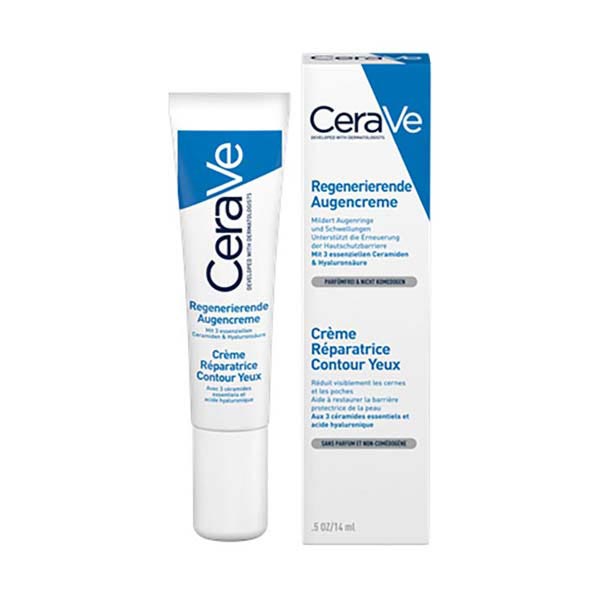 CeraVe
DEVELOPED WITH DERMATOLOGISTS
Regenerierende
Augencreme
Mit 3 essenziellen
Ceramiden & Hyaluronsäure
Crème
Réparatrice
Contour Yeux
Avec 3 céramides
essentiels et
acide hyaluronique
CeraVe
DEVELOPED WITH DERMATOLOGISTS
Regenerierende
Augencreme
Mildert Augenringe
und Schwellungen
Unterstützt die Erneuerung
der Hautschutzbarriere
Mit 3 essenziellen Ceramiden
& Hyaluronsäure
PARFÜMFREI & NICHT KOMEDOGEN
Crème
Réparatrice
Contour Yeux
Réduit visiblement les cernes
et les poches
Aide à restaurer la barrière
protectrice de la peau
Aux 3 céramides essentiels et
acide hyaluronique
SANS PARFUM ET NON-COMÉDOGÈNE
.5 OZ/14 ml